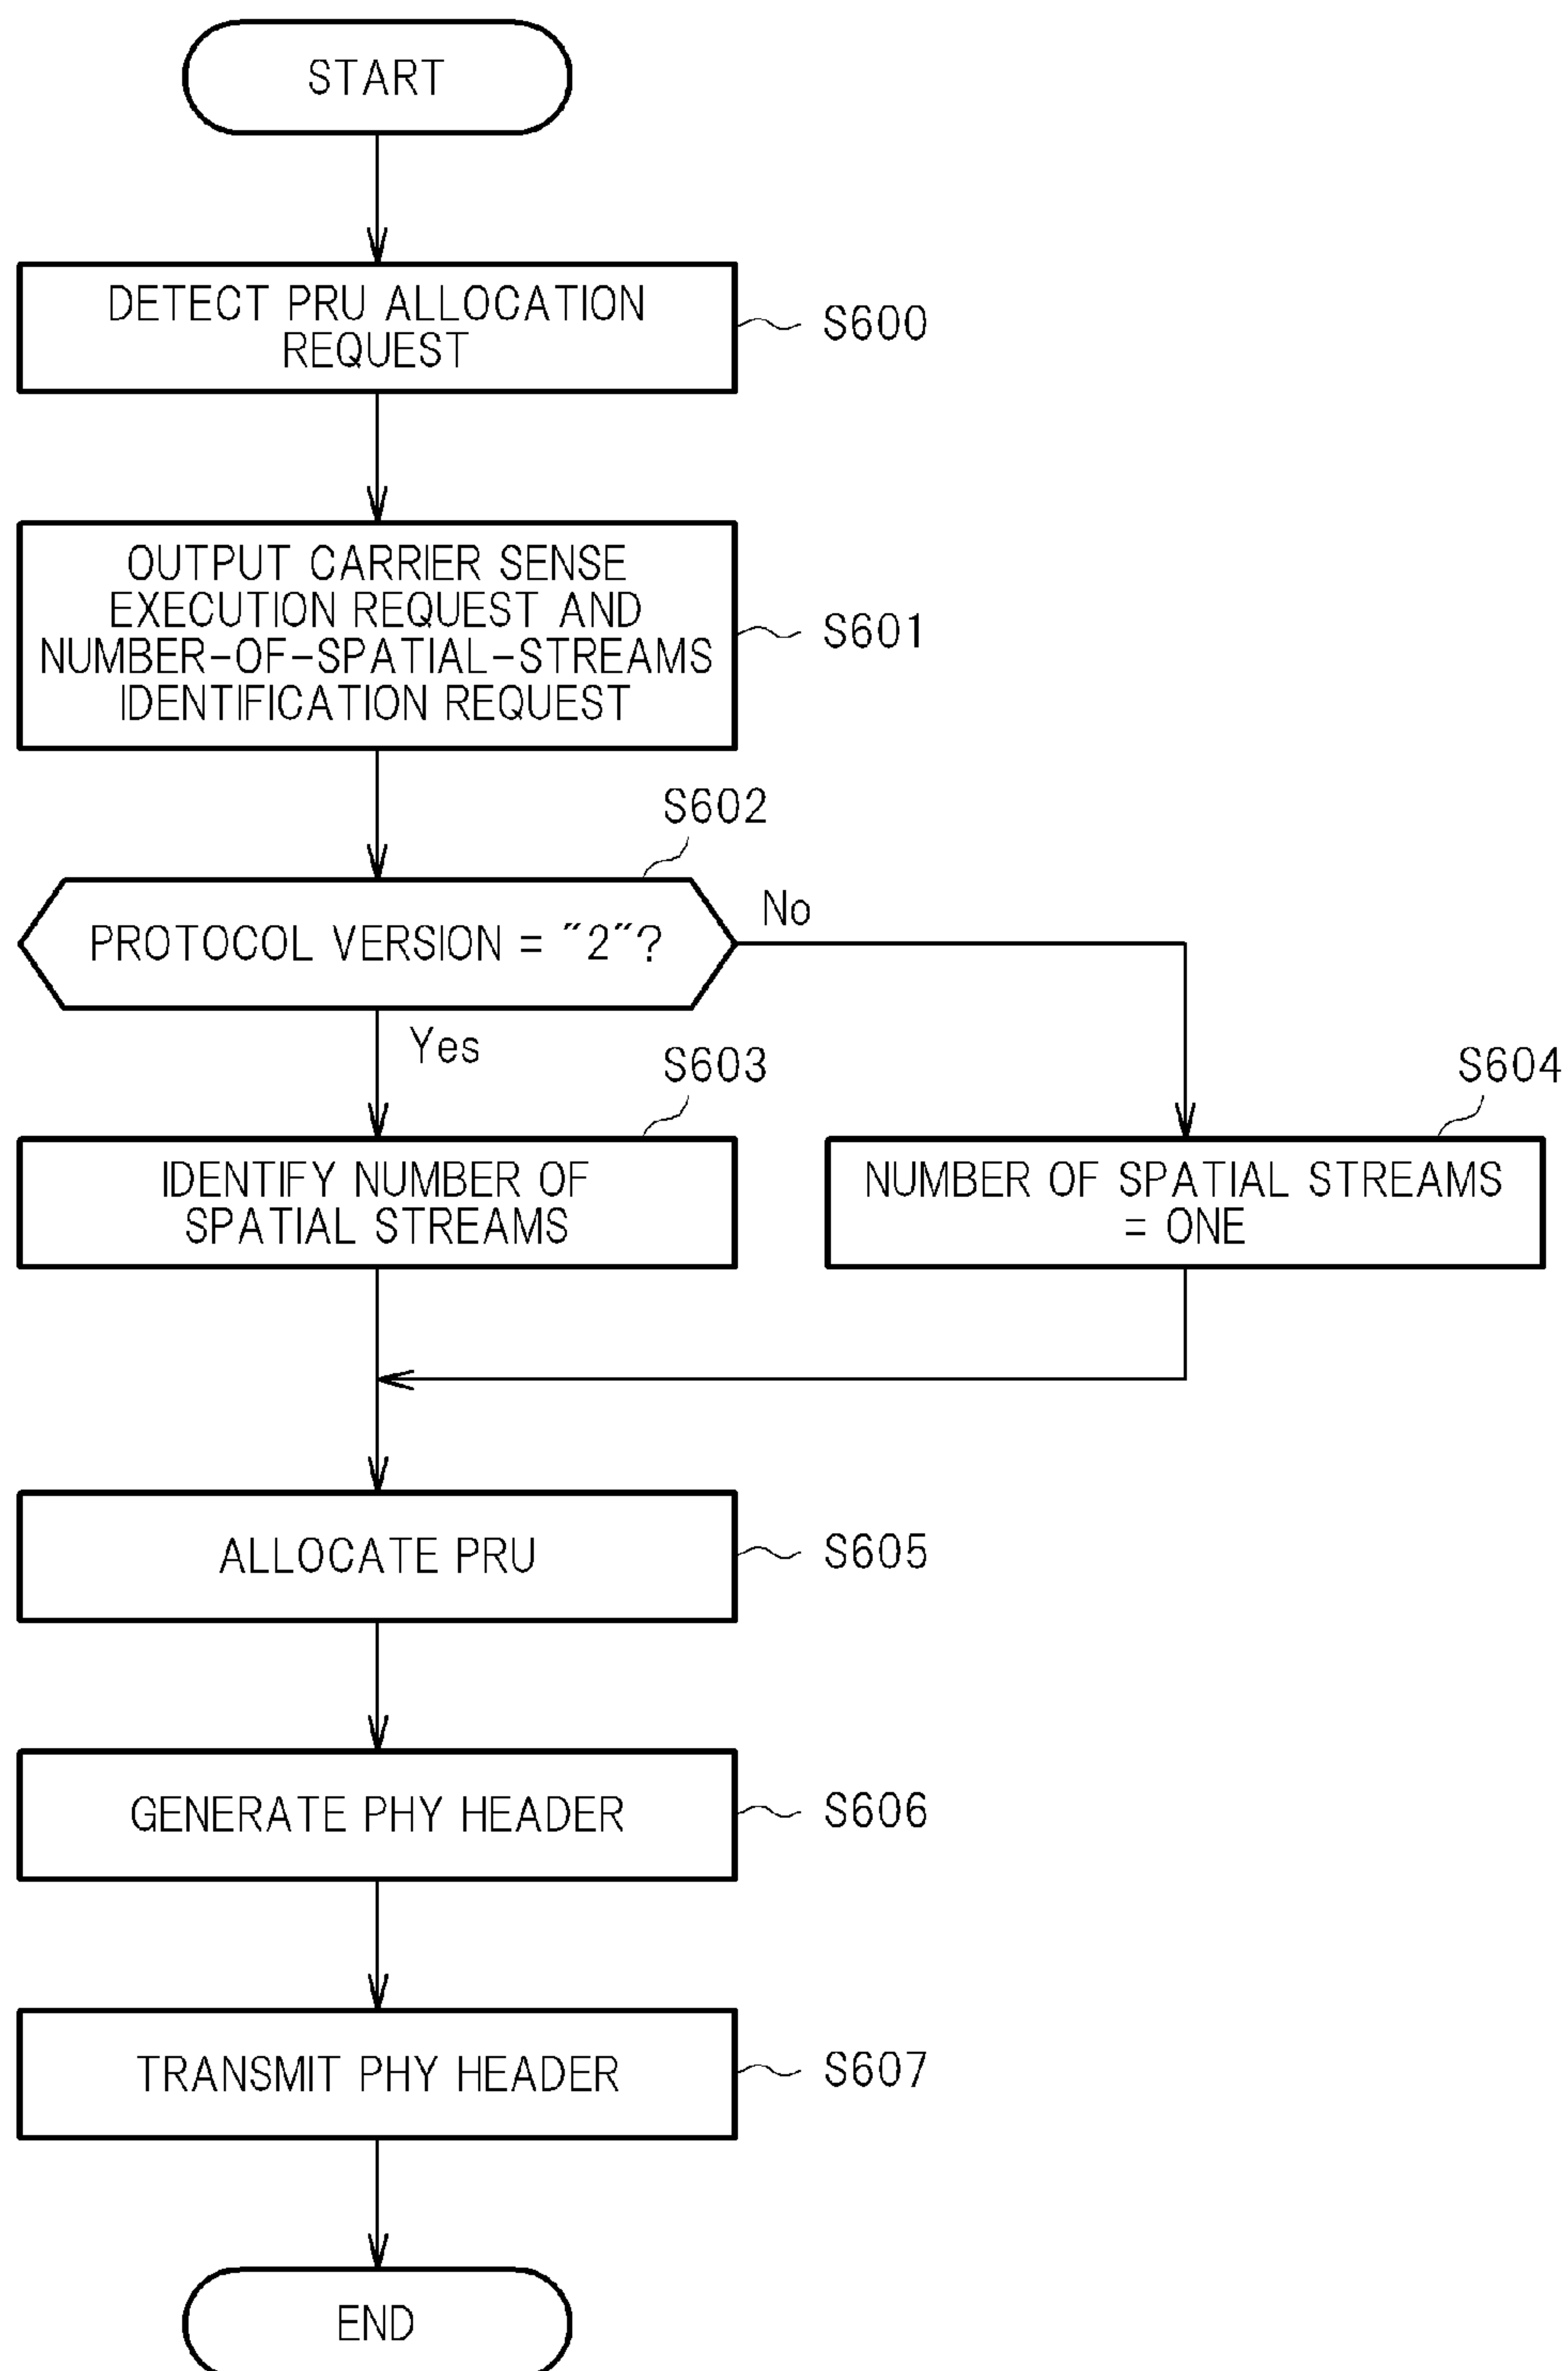 START
DETECT PRU ALLOCATION
REQUEST
S600
OUTPUT CARRIER SENSE
EXECUTION REQUEST AND
NUMBER-OF-SPATIAL-STREAMS
IDENTIFICATION REQUEST
S601
S602
PROTOCOL VERSION = "2"?
No
Yes
S603
IDENTIFY NUMBER OF
SPATIAL STREAMS
S604
NUMBER OF SPATIAL STREAMS
= ONE
ALLOCATE PRU
S605
GENERATE PHY HEADER
S606
TRANSMIT PHY HEADER
S607
END